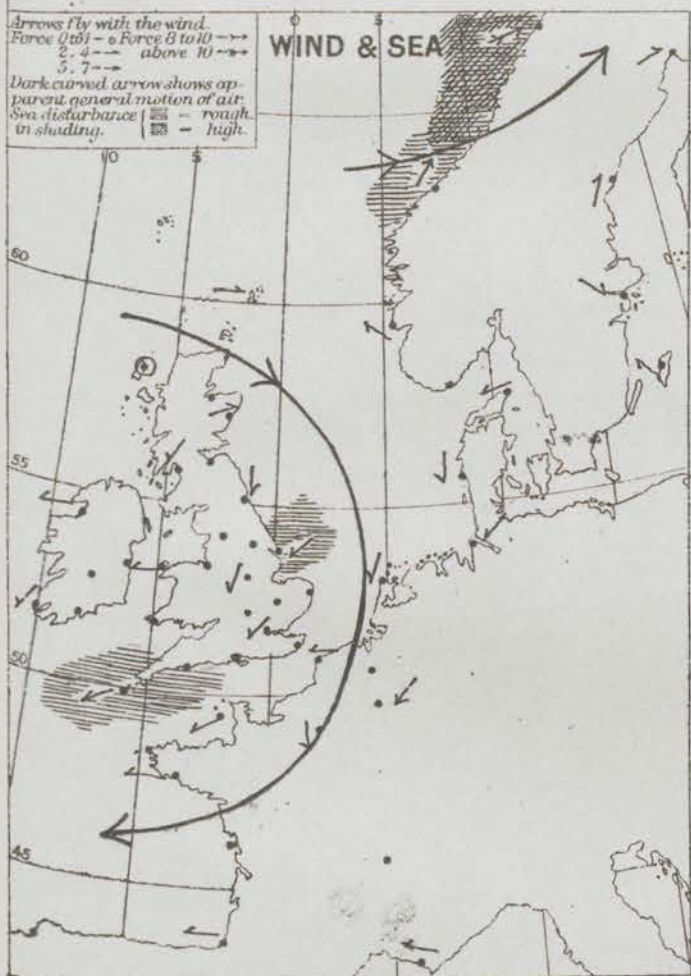 Arrows fly with the wind.
Force 0 to 1 - o Force 8 to 10
2. 4 above 10
5. 7
Dark curved arrow shows ap-
parent general motion of air.
Sea disturbance = rough.
in shading. - high.
WIND & SEA
0 5
10 5
60
55
50
45